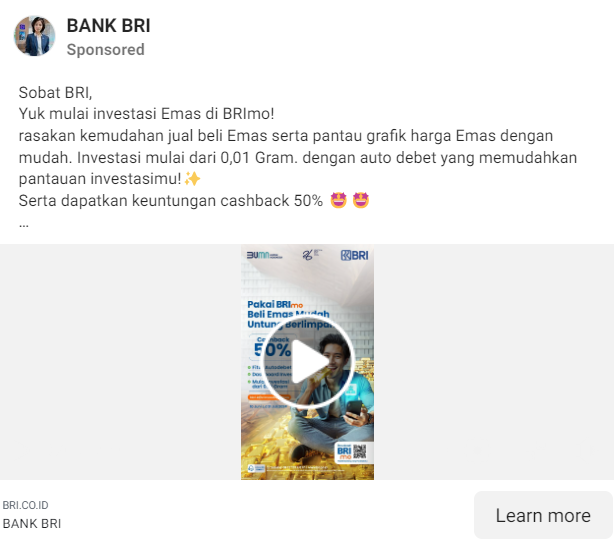 BANK BRI
Sponsored
Sobat BRI,
Yuk mulai investasi Emas di BRImo!
rasakan kemudahan jual beli Emas serta pantau grafik harga Emas dengan
mudah. Investasi mulai dari 0,01 Gram. dengan auto debet yang memudahkan
pantauan investasimu!✨
Serta dapatkan keuntungan cashback 50% 🤩 🤩
...
BUMN
BRI
Pakai BRImo
Beli Emas Mudah
Untung Berlimpah
Cashback
50%
BRI
mo
BRI.CO.ID
BANK BRI
Learn more